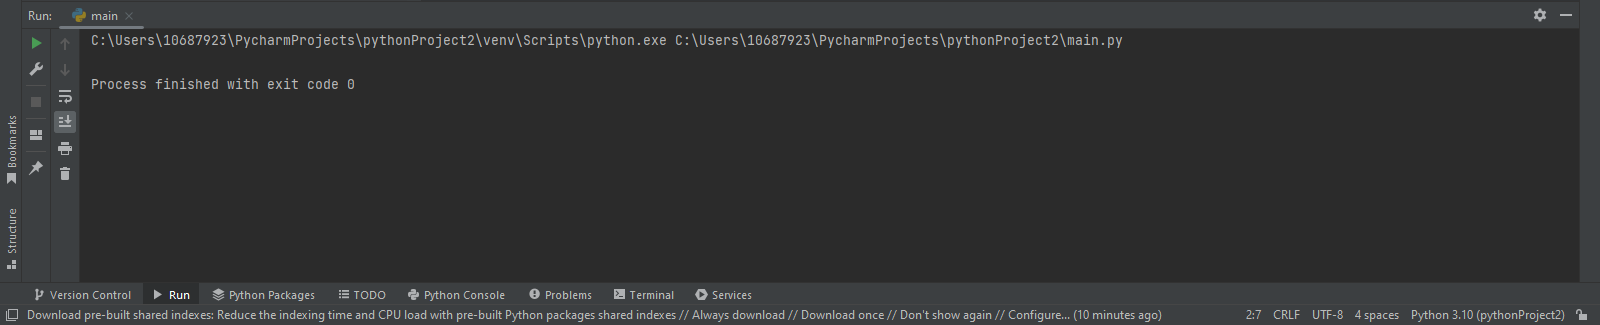 Run: main
C:\Users\10687923\PycharmProjects\pythonProject2\venv\Scripts\python.exe C:\Users\10687923\PycharmProjects\pythonProject2\main.py
Process finished with exit code 0
Bookmarks
Structure
Version Control Run Python Packages TODO Python Console Problems Terminal Services
Download pre-built shared indexes: Reduce the indexing time and CPU load with pre-built Python packages shared indexes // Always download // Download once // Don't show again // Configure... (10 minutes ago) 2:7 CRLF UTF-8 4 spaces Python 3.10 (pythonProject2)